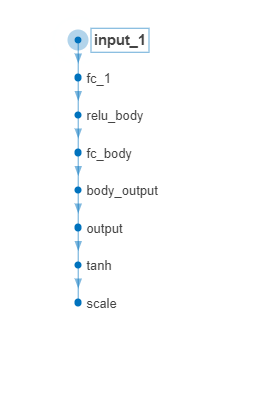 input_1
fc_1
relu_body
fc_body
body_output
output
tanh
scale